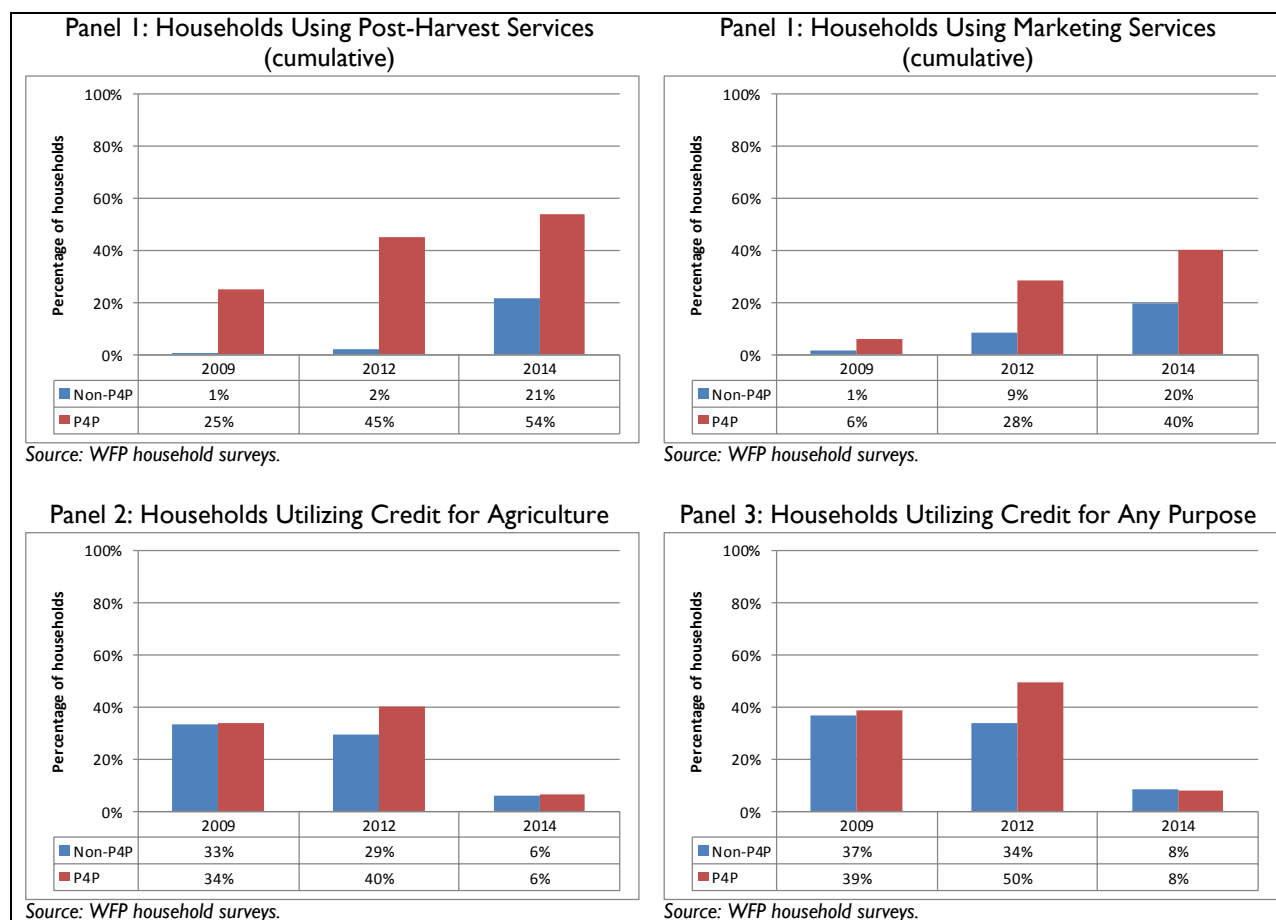 Panel 1: Households Using Post-Harvest Services
(cumulative)
100%
80%
60%
40%
20%
0%
Percentage of households
2009 2012 2014
Non-P4P 1% 2% 21%
P4P 25% 45% 54%
Source: WFP household surveys.
Panel 1: Households Using Marketing Services
(cumulative)
100%
80%
60%
40%
20%
0%
Percentage of households
2009 2012 2014
Non-P4P 1% 9% 20%
P4P 6% 28% 40%
Source: WFP household surveys.
Panel 2: Households Utilizing Credit for Agriculture
100%
80%
60%
40%
20%
0%
Percentage of households
2009 2012 2014
Non-P4P 33% 29% 6%
P4P 34% 40% 6%
Source: WFP household surveys.
Panel 3: Households Utilizing Credit for Any Purpose
100%
80%
60%
40%
20%
0%
Percentage of households
2009 2012 2014
Non-P4P 37% 34% 8%
P4P 39% 50% 8%
Source: WFP household surveys.